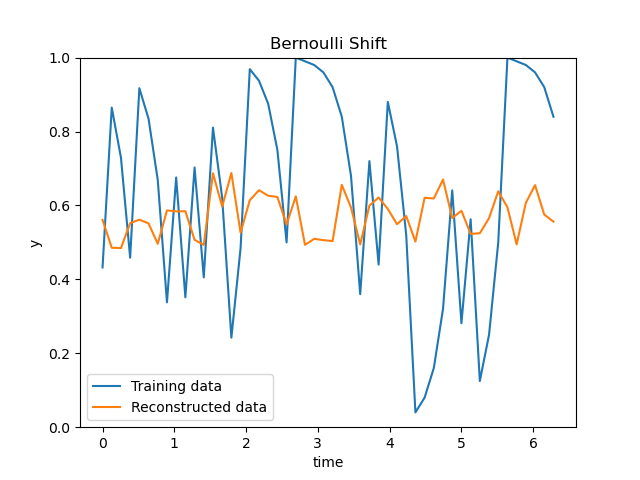 Bernoulli Shift
1.0
0.8
0.6
0.4
0.2
0.0
y
Training data
Reconstructed data
0 1 2 3 4 5 6
time